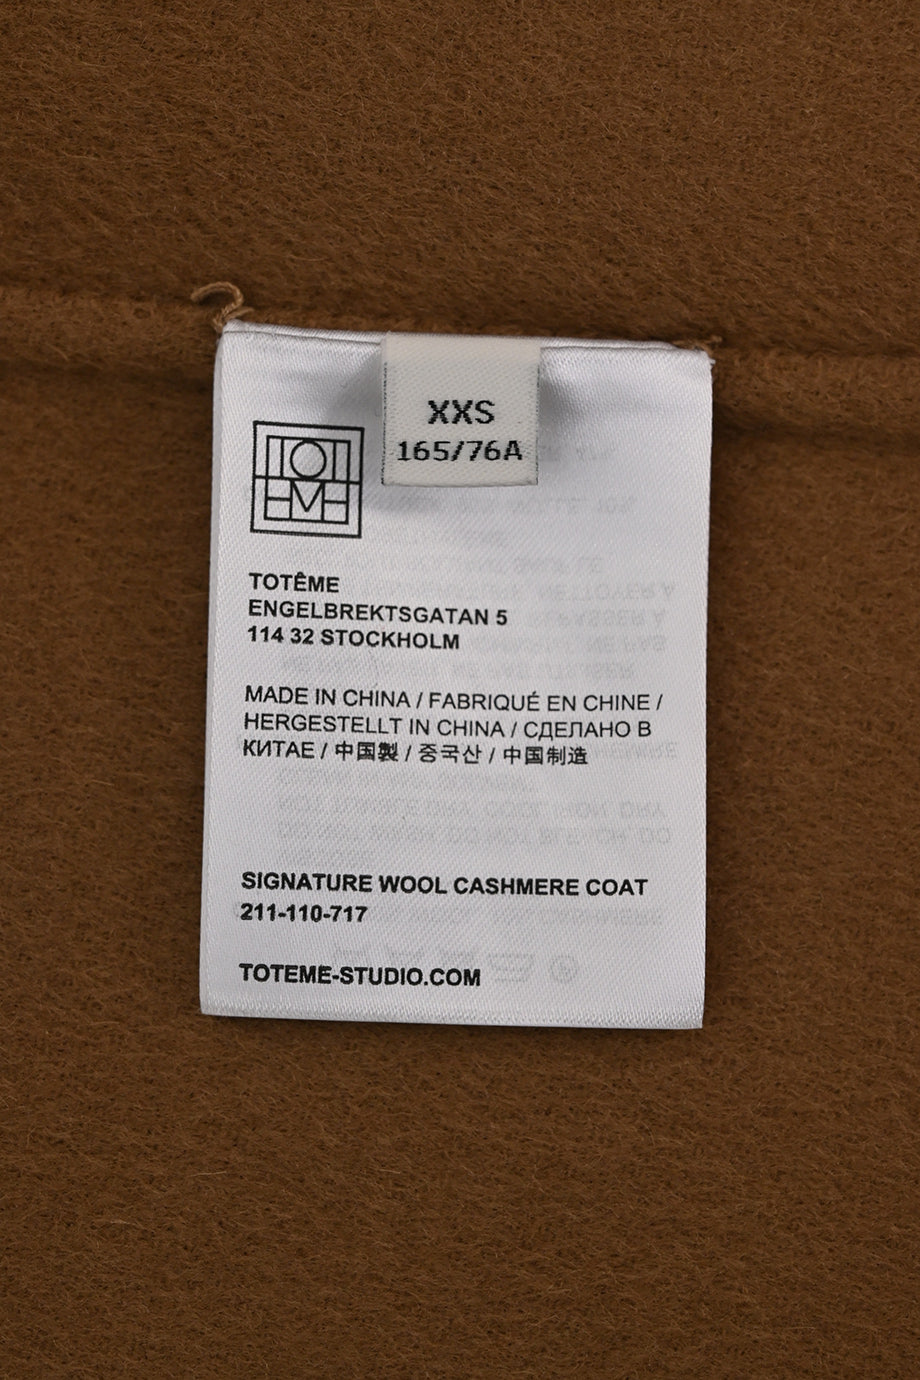 XXS
165/76A
TOTÊME
ENGELBREKTSGATAN 5
114 32 STOCKHOLM
MADE IN CHINA / FABRIQUÉ EN CHINE /
HERGESTELLT IN CHINA / СДЕЛАНО В
КИТАЕ / 中国製 / 중국산 / 中国制造
SIGNATURE WOOL CASHMERE COAT
211-110-717
TOTEME-STUDIO.COM